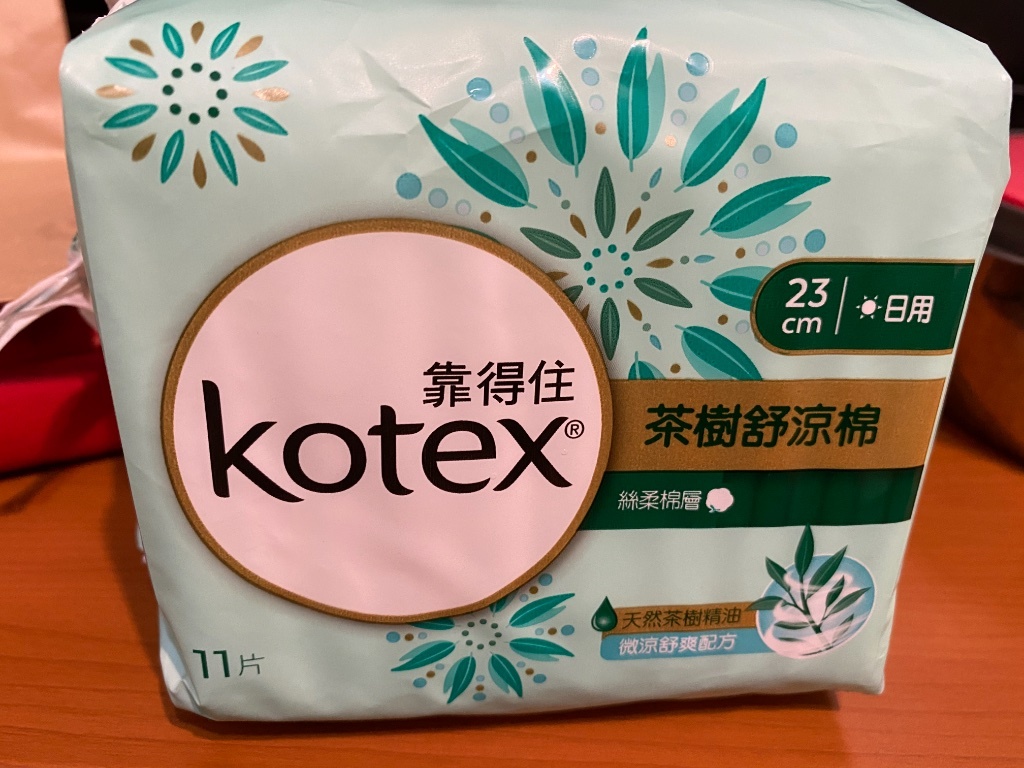 靠得住
kotex®
23
cm
日用
茶樹舒涼棉
絲柔棉層
天然茶樹精油
微涼舒爽配方
11片